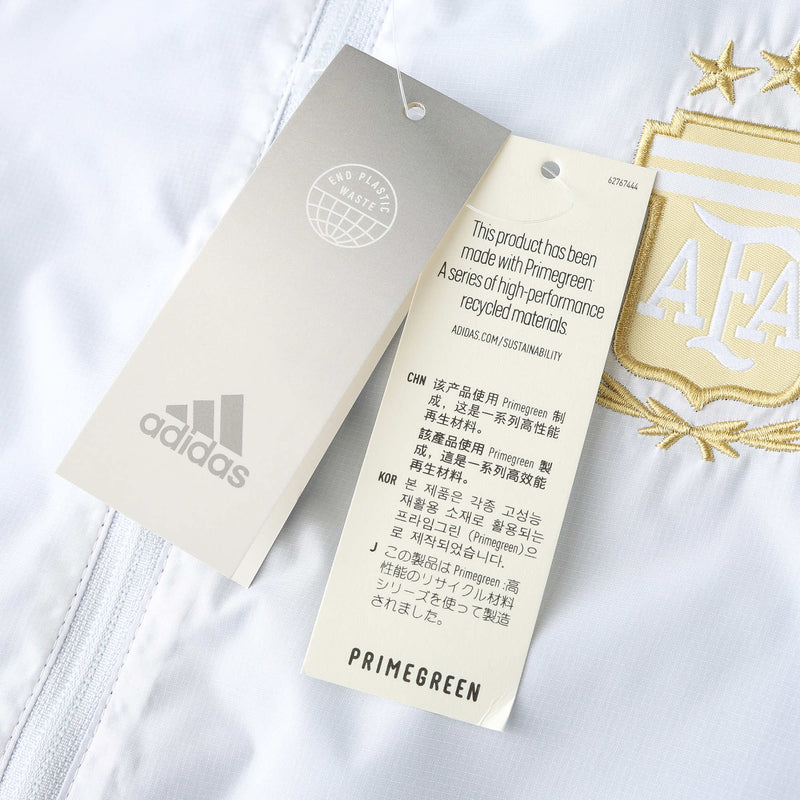 END PLASTIC
WASTE
adidas
62767444
This product has been
made with Primegreen:
A series of high-performance
recycled materials.
ADIDAS.COM/SUSTAINABILITY
CHN 该产品使用 Primegreen 制
成，这是一系列高性能
再生材料。
該產品使用 Primegreen 製
成，這是一系列高效能
再生材料。
KOR 본 제품은 각종 고성능
재활용 소재로 활용되는
프라임그린 (Primegreen)으
로 제작되었습니다.
J この製品は Primegreen :高
性能のリサイクル材料
シリーズを使って製造
されました。
PRIMEGREEN
AFA